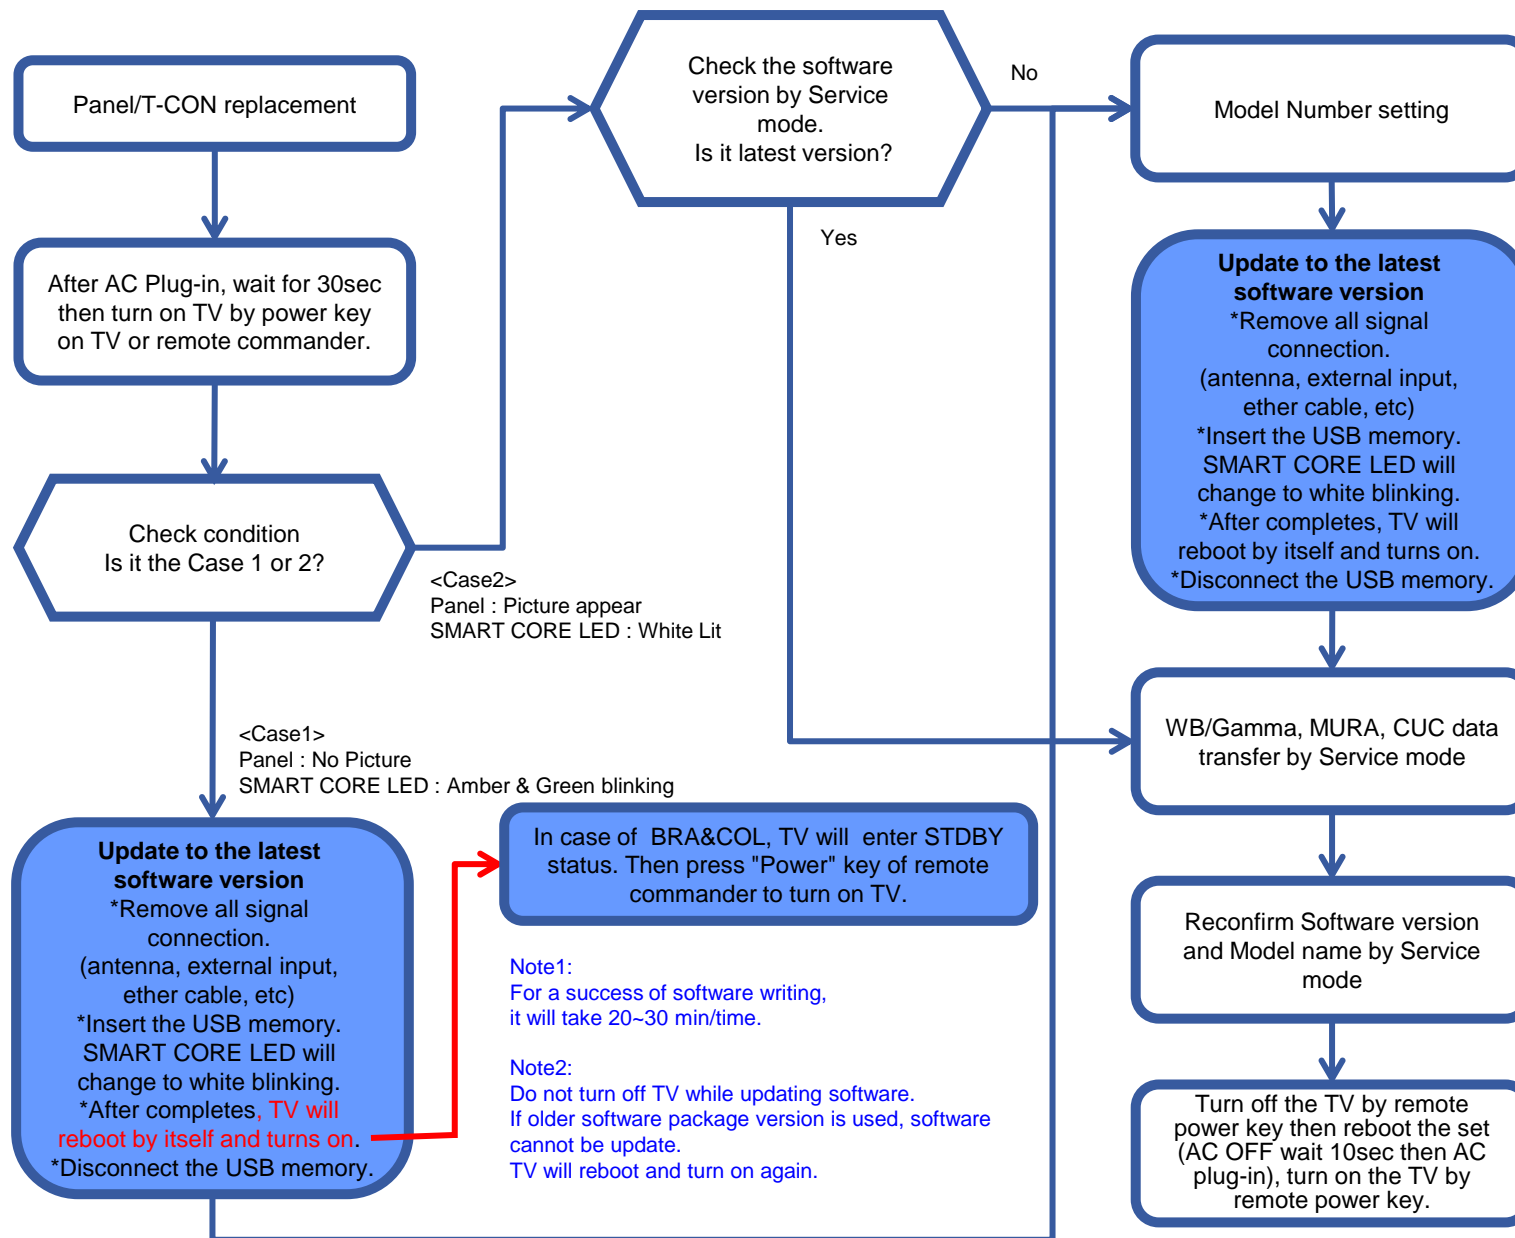 Panel/T-CON replacement
After AC Plug-in, wait for 30sec
then turn on TV by power key
on TV or remote commander.
Check condition
Is it the Case 1 or 2?
<Case2>
Panel : Picture appear
SMART CORE LED : White Lit
<Case1>
Panel : No Picture
SMART CORE LED : Amber & Green blinking
Update to the latest
software version
*Remove all signal
connection.
(antenna, external input,
ether cable, etc)
*Insert the USB memory.
SMART CORE LED will
change to white blinking.
*After completes, TV will
reboot by itself and turns on.
*Disconnect the USB memory.
In case of BRA&COL, TV will enter STDBY
status. Then press "Power" key of remote
commander to turn on TV.
Note1:
For a success of software writing,
it will take 20~30 min/time.
Note2:
Do not turn off TV while updating software.
If older software package version is used, software
cannot be update.
TV will reboot and turn on again.
Check the software
version by Service
mode.
Is it latest version?
No
Yes
Model Number setting
Update to the latest
software version
*Remove all signal
connection.
(antenna, external input,
ether cable, etc)
*Insert the USB memory.
SMART CORE LED will
change to white blinking.
*After completes, TV will
reboot by itself and turns on.
*Disconnect the USB memory.
WB/Gamma, MURA, CUC data
transfer by Service mode
Reconfirm Software version
and Model name by Service
mode
Turn off the TV by remote
power key then reboot the set
(AC OFF wait 10sec then AC
plug-in), turn on the TV by
remote power key.